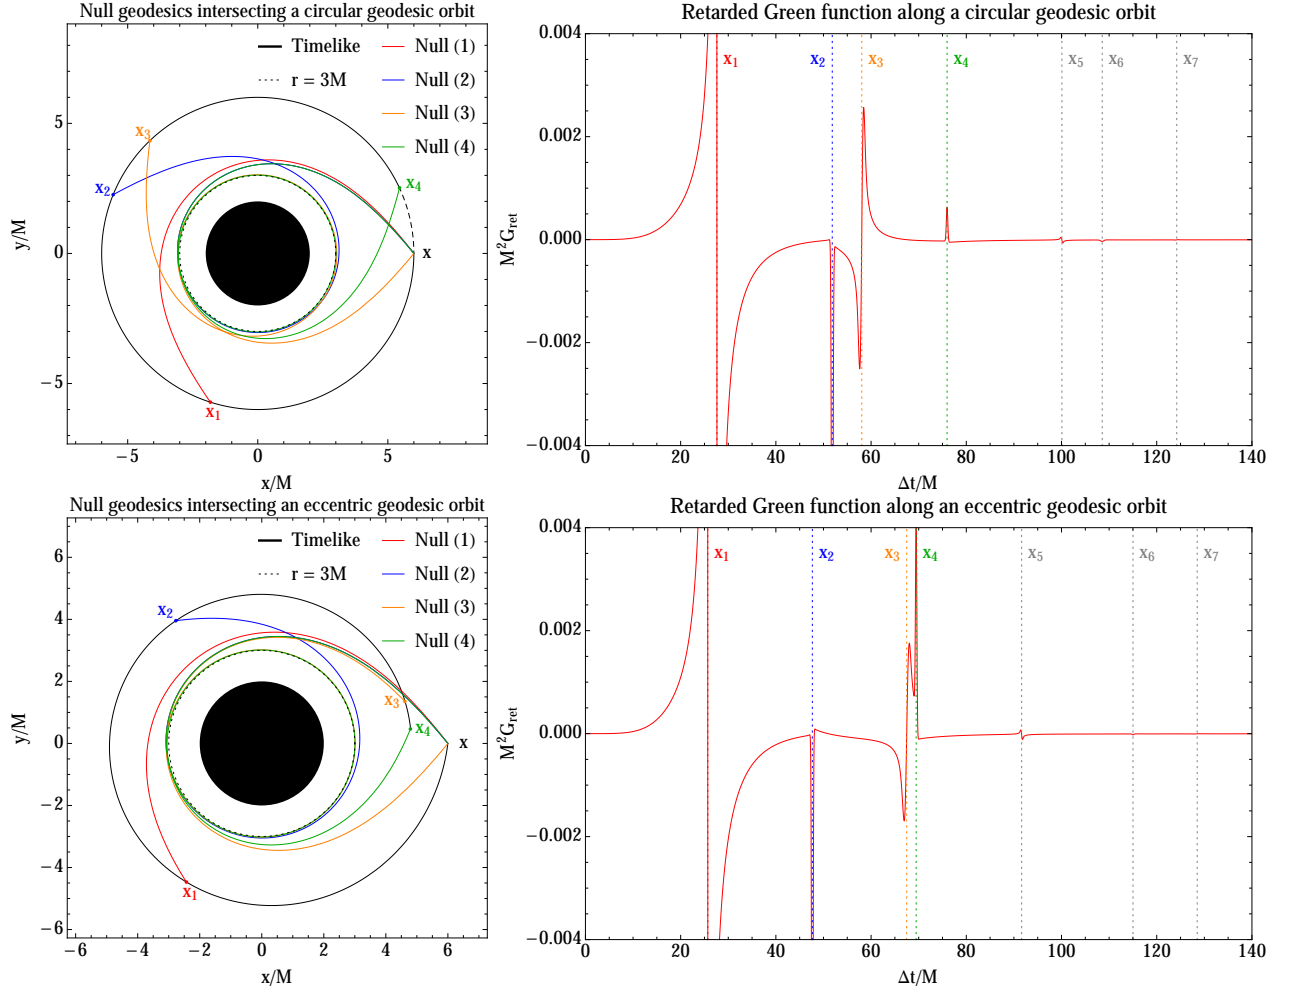 Null geodesics intersecting a circular geodesic orbit
Timelike
r = 3M
Null (1)
Null (2)
Null (3)
Null (4)
x₃
x₂
x₄
x
x₁
5
0
−5
y/M
−5 0 5
x/M
Retarded Green function along a circular geodesic orbit
x₁ x₂ x₃ x₄ x₅ x₆ x₇
0.004
0.002
0.000
−0.002
−0.004
M²Gret
0 20 40 60 80 100 120 140
Δt/M
Null geodesics intersecting an eccentric geodesic orbit
Timelike
r = 3M
Null (1)
Null (2)
Null (3)
Null (4)
x₂
x₃
x₄
x
x₁
6
4
2
0
−2
−4
−6
y/M
−6 −4 −2 0 2 4 6
x/M
Retarded Green function along an eccentric geodesic orbit
x₁ x₂ x₃ x₄ x₅ x₆ x₇
0.004
0.002
0.000
−0.002
−0.004
M²Gret
0 20 40 60 80 100 120 140
Δt/M